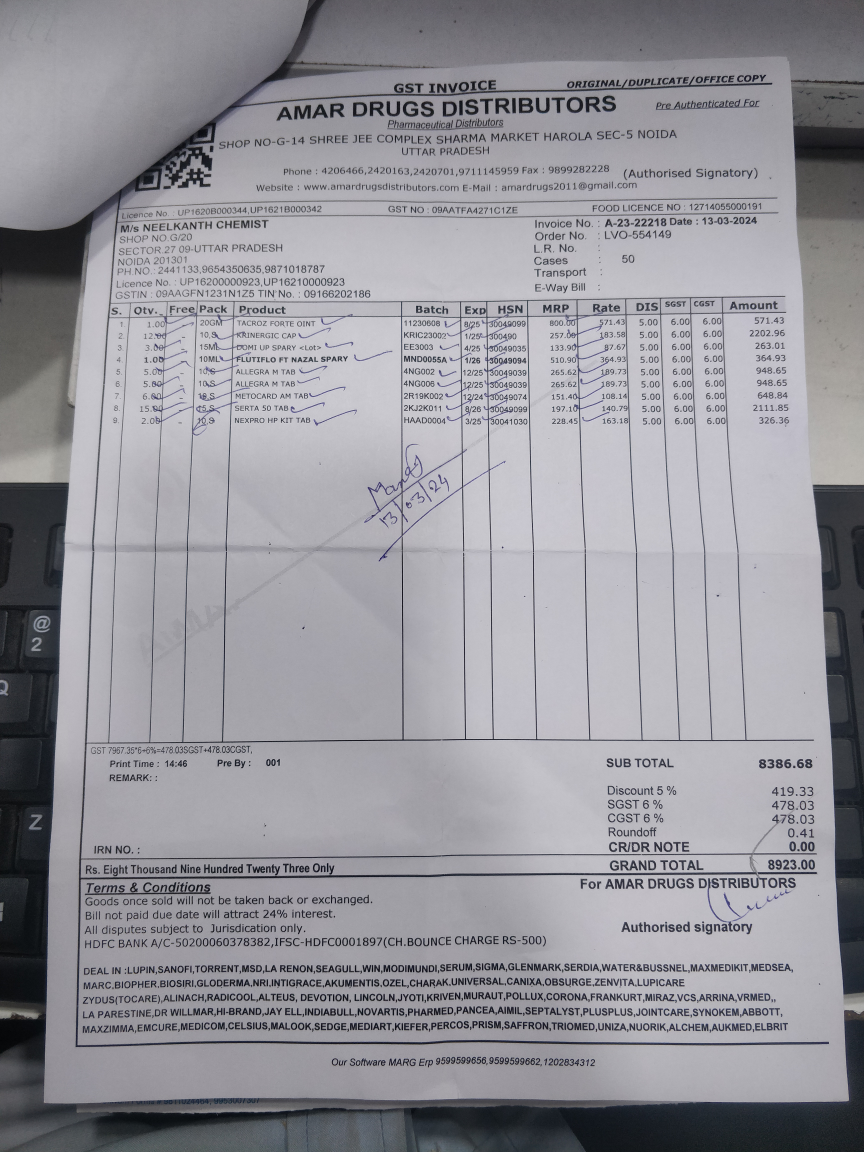 GST INVOICE ORIGINAL/DUPLICATE/OFFICE COPY
AMAR DRUGS DISTRIBUTORS Pre Authenticated For
Pharmaceutical Distributors
SHOP NO-G-14 SHREE JEE COMPLEX SHARMA MARKET HAROLA SEC-5 NOIDA
UTTAR PRADESH
Phone : 4206466,2420163,2420701,9711145959 Fax : 9899282228 (Authorised Signatory)
Website : www.amardrugsdistributors.com E-Mail : amardrugs2011@gmail.com
Licence No : UP1620B000344,UP1621B000342 GST NO : 09AATFA4271C1ZE FOOD LICENCE NO : 12714055000191
M/s NEELKANTH CHEMIST Invoice No. : A-23-22218 Date : 13-03-2024
SHOP NO.G/20 Order No. : LVO-554149
SECTOR.27 09-UTTAR PRADESH L.R. No. :
NOIDA 201301 Cases : 50
PH.NO.: 2441133,9654350635,9871018787 Transport :
Licence No.: UP16200000923,UP16210000923 E-Way Bill :
GSTIN : 09AAGFN1231N1Z5 TIN No. : 09166202186
S. Qty. Free Pack Product Batch Exp HSN MRP Rate DIS SGST CGST Amount
1. 1.00 20GM TACROZ FORTE OINT 11230608 8/25 30049099 800.00 571.43 5.00 6.00 6.00 571.43
2. 12.00 - 10,S KRINERGIC CAP KRIC23002 1/25 300490 257.00 183.58 5.00 6.00 6.00 2202.96
3. 3.00 - 15ML DOMI UP SPARY <Lot> EE3003 4/25 30049035 133.90 87.67 5.00 6.00 6.00 263.01
4. 1.00 - 10ML FLUTIFLO FT NAZAL SPARY MND0055A 1/26 30049094 510.90 364.93 5.00 6.00 6.00 364.93
5. 5.00 - 10,S ALLEGRA M TAB 4NG002 12/25 30049039 265.62 189.73 5.00 6.00 6.00 948.65
6. 5.00 - 10,S ALLEGRA M TAB 4NG006 12/25 30049039 265.62 189.73 5.00 6.00 6.00 948.65
7. 6.00 - METOCARD AM TAB 2R19K002 12/24 30049074 151.40 108.14 5.00 6.00 6.00 648.84
8. 15.00 - 15,S SERTA 50 TAB 2KJ2K011 8/26 30049099 197.10 140.79 5.00 6.00 6.00 2111.85
9. 2.00 - 10,S NEXPRO HP KIT TAB HAAD0004 3/25 30041030 228.45 163.18 5.00 6.00 6.00 326.36
13/03/24
GST 7967.35*6+6%=478.03SGST+478.03CGST,
Print Time : 14:46 Pre By : 001 SUB TOTAL 8386.68
REMARK: :
Discount 5 % 419.33
SGST 6 % 478.03
CGST 6 % 478.03
Roundoff 0.41
IRN NO. : CR/DR NOTE 0.00
Rs. Eight Thousand Nine Hundred Twenty Three Only GRAND TOTAL 8923.00
Terms & Conditions For AMAR DRUGS DISTRIBUTORS
Goods once sold will not be taken back or exchanged.
Bill not paid due date will attract 24% interest.
All disputes subject to Jurisdication only. Authorised signatory
HDFC BANK A/C-50200060378382,IFSC-HDFC0001897(CH.BOUNCE CHARGE RS-500)
DEAL IN :LUPIN,SANOFI,TORRENT,MSD,LA RENON,SEAGULL,WIN,MODIMUNDI,SERUM,SIGMA,GLENMARK,SERDIA,WATER&BUSSNEL,MAXMEDIKIT,MEDSEA,
MARC,BIOPHER,BIOSIRI,GLODERMA,NRI,INTIGRACE,AKUMENTIS,OZEL,CHARAK,UNIVERSAL,CANIXA,OBSURGE,ZENVITA,LUPICARE
ZYDUS(TOCARE),ALINACH,RADICOOL,ALTEUS, DEVOTION, LINCOLN,JYOTI,KRIVEN,MURAUT,POLLUX,CORONA,FRANKURT,MIRAZ,VCS,ARRINA,VRMED,,
LA PARESTINE,DR WILLMAR,HI-BRAND,JAY ELL,INDIABULL,NOVATIS,PHARMED,PANCEA,AIMIL,SEPTALYST,PLUSPLUS,JOINTCARE,SYNOKEM,ABBOTT,
MAXZIMMA,EMCURE,MEDICOM,CELSIUS,MALOOK,SEDGE,MEDIART,KIEFER,PERCOS,PRISM,SAFFRON,TRIOMED,UNIZA,NUORIK,ALCHEM,AUKMED,ELBRIT
Our Software MARG Erp 9599599656,9599599662,1202834312
@
2
Q
Z